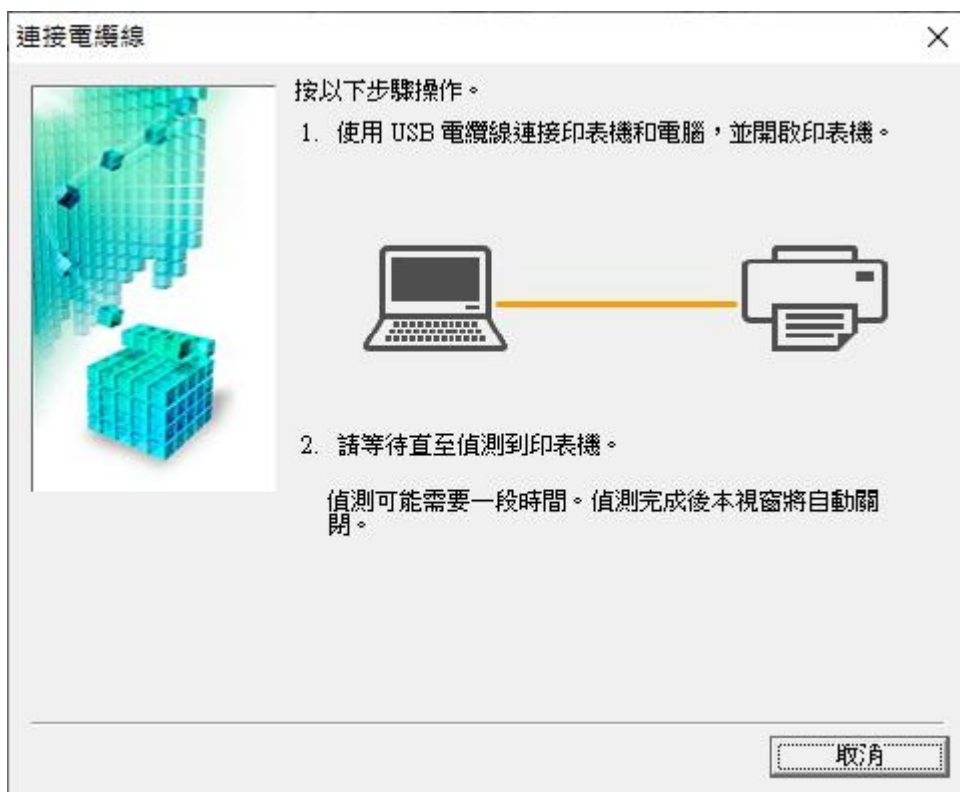 連接電纜線
按以下步驟操作。
1. 使用 USB 電纜線連接印表機和電腦，並開啟印表機。
2. 請等待直至偵測到印表機。
偵測可能需要一段時間。偵測完成後本視窗將自動關
閉。
取消